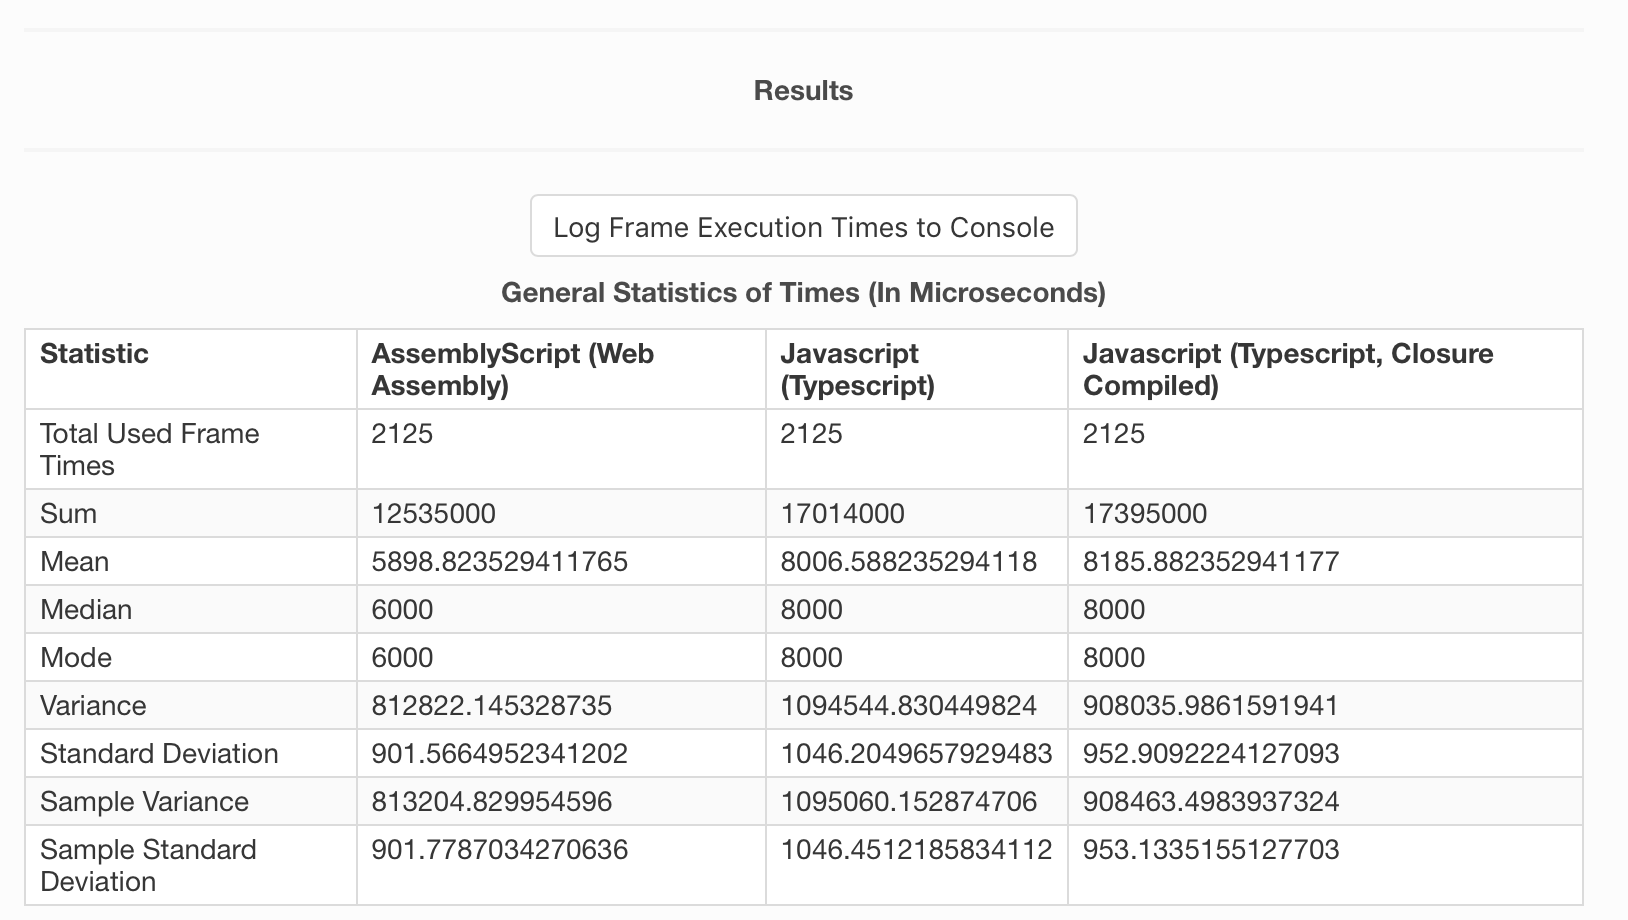 Results
Log Frame Execution Times to Console
General Statistics of Times (In Microseconds)
Statistic
AssemblyScript (Web
Assembly)
Javascript
(Typescript)
Javascript (Typescript, Closure
Compiled)
Total Used Frame
Times
2125
2125
2125
Sum
12535000
17014000
17395000
Mean
5898.823529411765
8006.588235294118
8185.882352941177
Median
6000
8000
8000
Mode
6000
8000
8000
Variance
812822.145328735
1094544.830449824
908035.9861591941
Standard Deviation
901.5664952341202
1046.2049657929483
952.9092224127093
Sample Variance
813204.829954596
1095060.152874706
908463.4983937324
Sample Standard
Deviation
901.7787034270636
1046.4512185834112
953.1335155127703